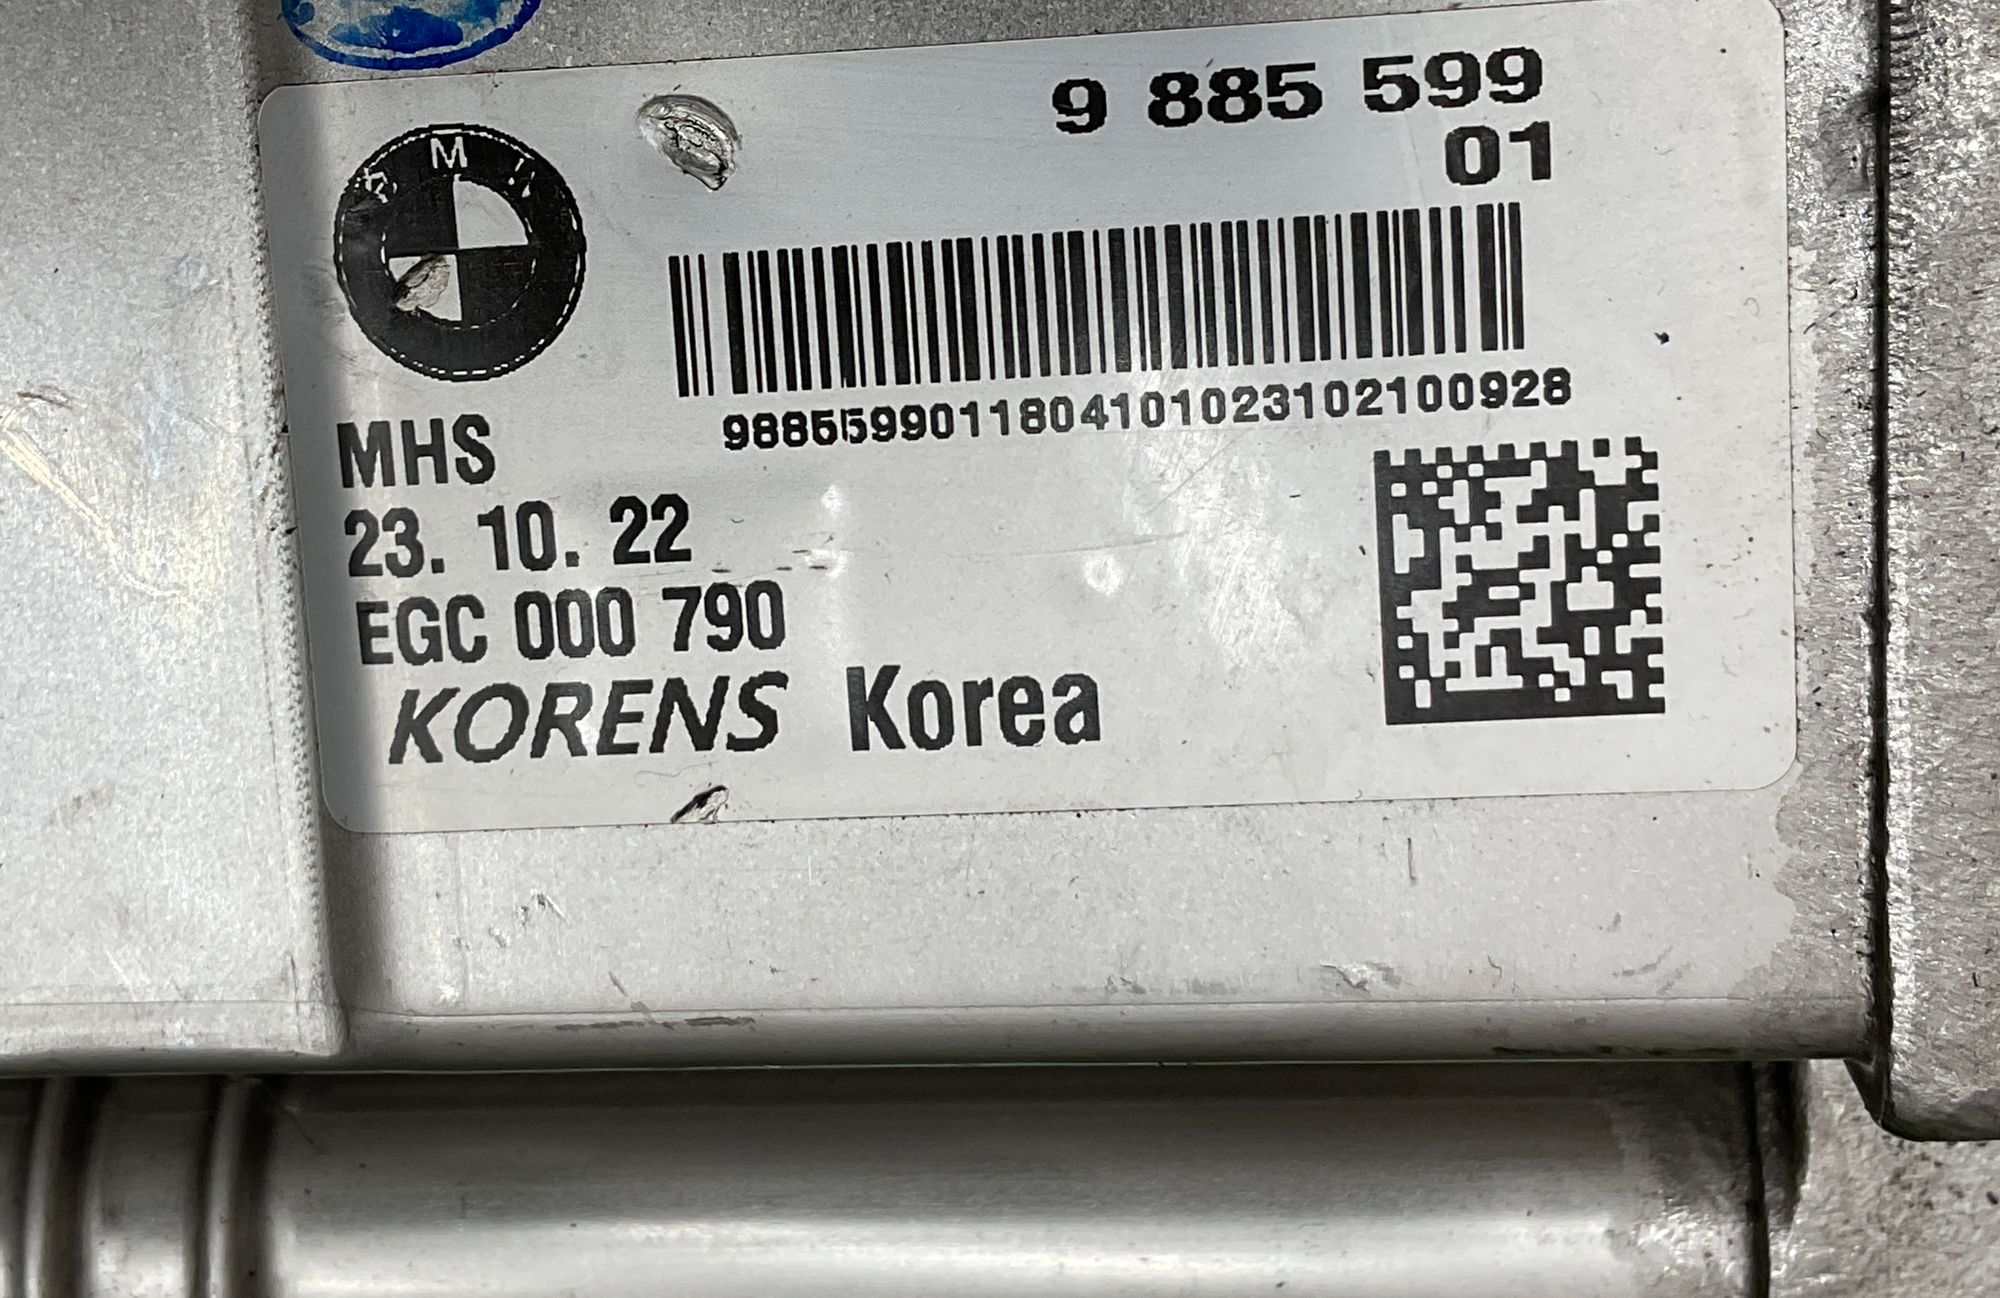 9 885 599
01
BMW
9885599011804101023102100928
MHS
23. 10. 22
EGC 000 790
KORENS Korea